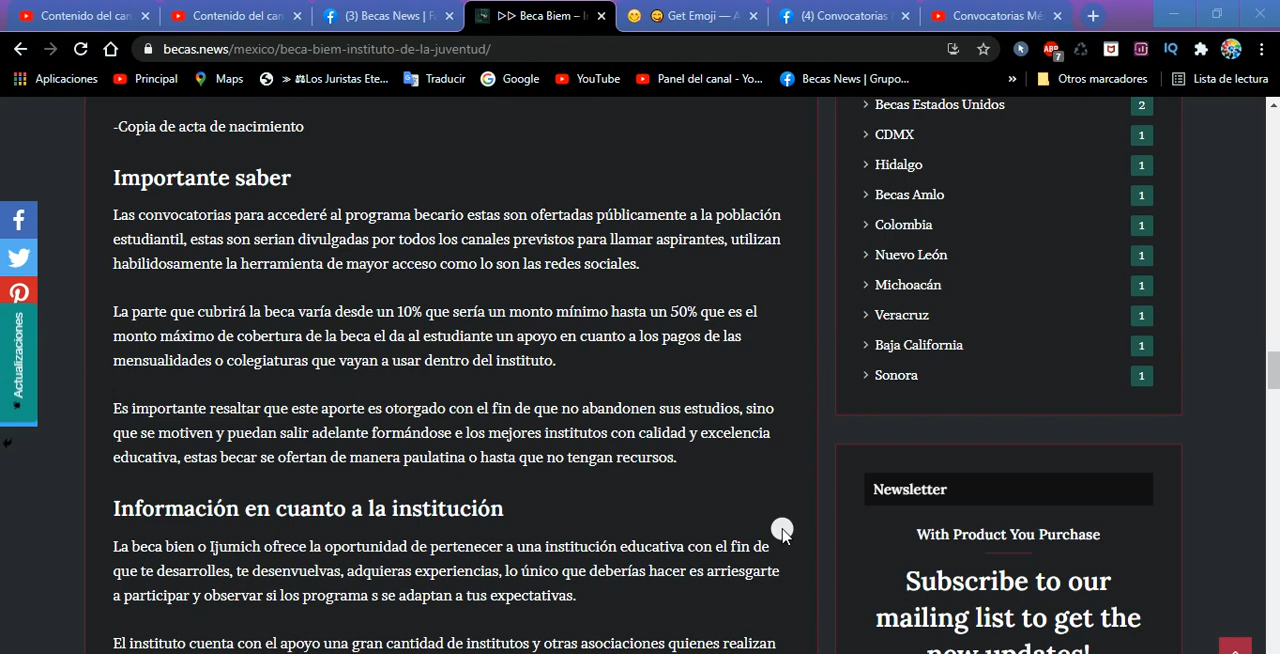 Contenido del can
Contenido del can
(3) Becas News | F
▷▷ Beca Biem – I
Get Emoji — A
(4) Convocatorias
Convocatorias Mé
becas.news/mexico/beca-biem-instituto-de-la-juventud/
ABP
7
IQ
Aplicaciones
Principal
Maps
» ⚖Los Juristas Ete...
Traducir
Google
YouTube
Panel del canal - Yo...
Becas News | Grupo...
»
Otros marcadores
Lista de lectura
-Copia de acta de nacimiento
Importante saber
Las convocatorias para accederé al programa becario estas son ofertadas públicamente a la población
estudiantil, estas son serian divulgadas por todos los canales previstos para llamar aspirantes, utilizan
habilidosamente la herramienta de mayor acceso como lo son las redes sociales.
La parte que cubrirá la beca varía desde un 10% que sería un monto mínimo hasta un 50% que es el
monto máximo de cobertura de la beca el da al estudiante un apoyo en cuanto a los pagos de las
mensualidades o colegiaturas que vayan a usar dentro del instituto.
Es importante resaltar que este aporte es otorgado con el fin de que no abandonen sus estudios, sino
que se motiven y puedan salir adelante formándose e los mejores institutos con calidad y excelencia
educativa, estas becar se ofertan de manera paulatina o hasta que no tengan recursos.
Información en cuanto a la institución
La beca bien o Ijumich ofrece la oportunidad de pertenecer a una institución educativa con el fin de
que te desarrolles, te desenvuelvas, adquieras experiencias, lo único que deberías hacer es arriesgarte
a participar y observar si los programa s se adaptan a tus expectativas.
El instituto cuenta con el apoyo una gran cantidad de institutos y otras asociaciones quienes realizan
Actualizaciones
Becas Estados Unidos 2
CDMX 1
Hidalgo 1
Becas Amlo 1
Colombia 1
Nuevo León 1
Michoacán 1
Veracruz 1
Baja California 1
Sonora 1
Newsletter
With Product You Purchase
Subscribe to our
mailing list to get the
new updates!